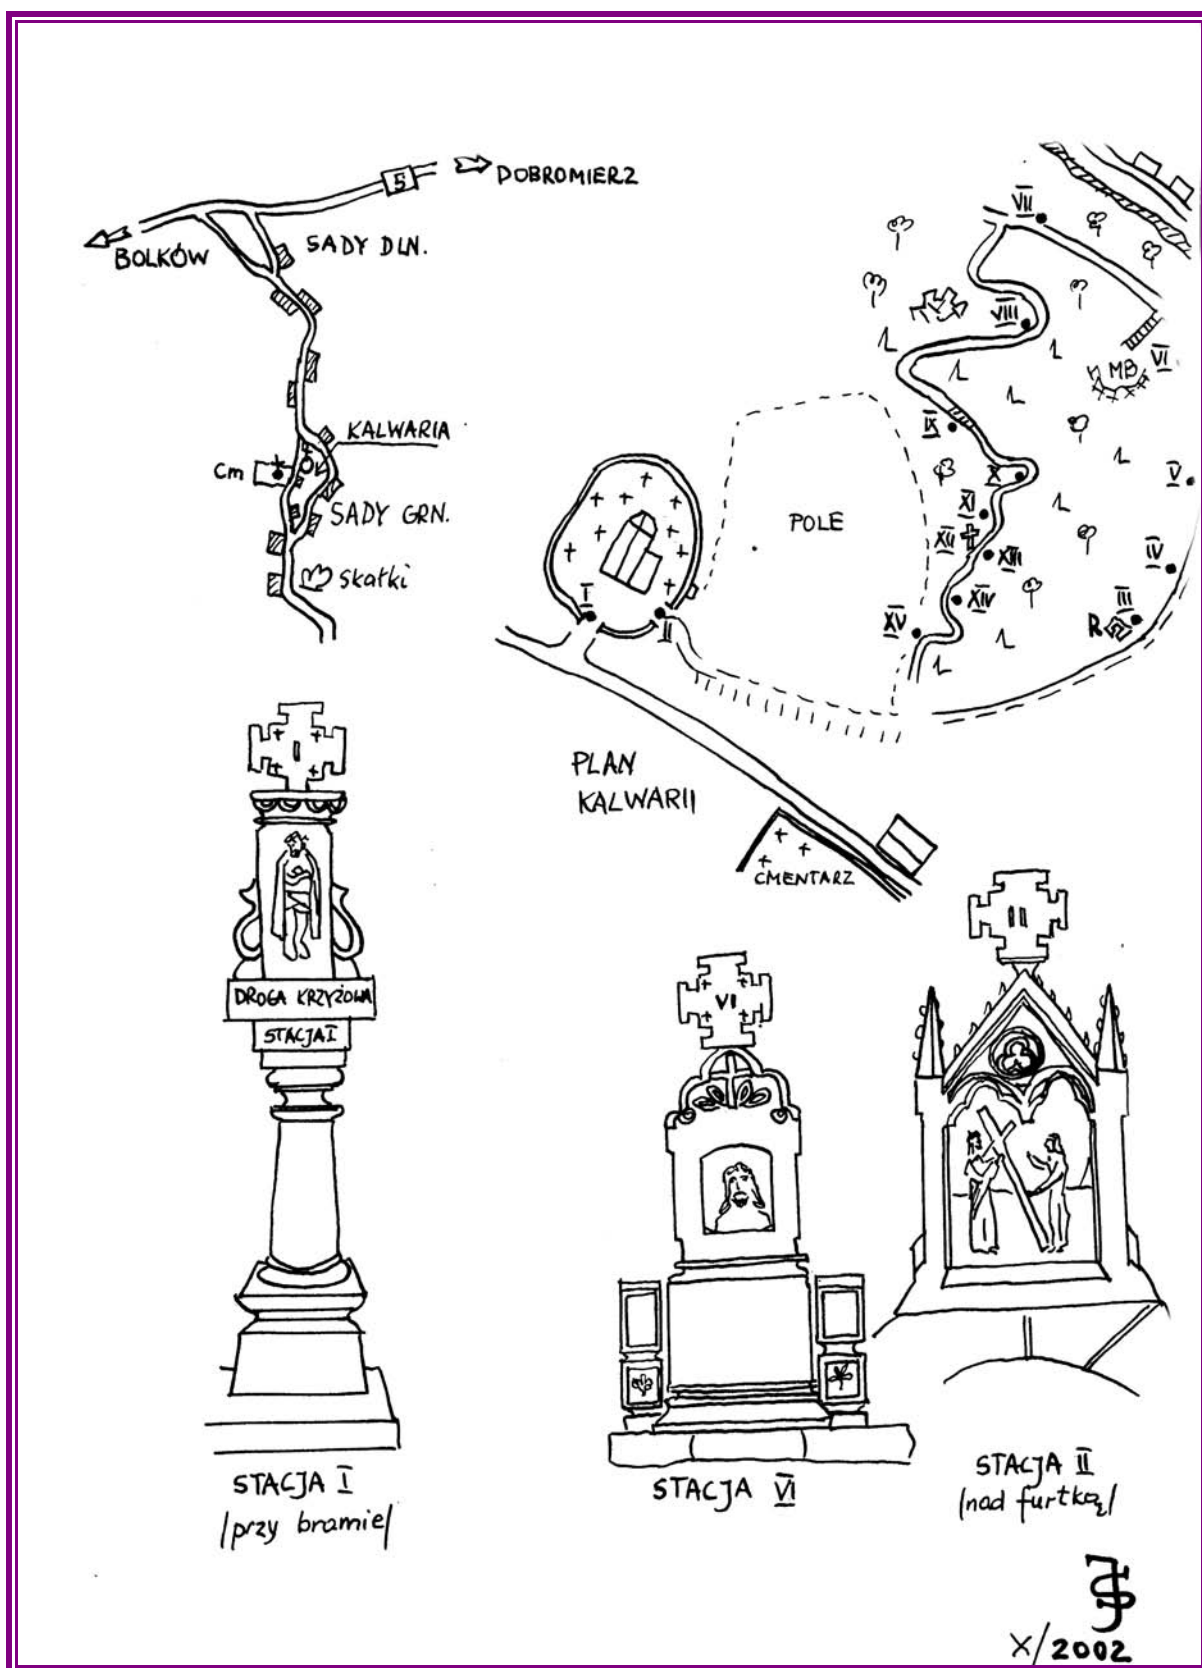 5
DOBROMIERZ
BOLKÓW
SADY DLN.
KALWARIA
Cm
SADY GRN.
Skałki
VII
VIII
MB
VI
IX
X
V
POLE
XI
XII
XIII
IV
I
II
XIV
III
XV
R
PLAN
KALWARII
CMENTARZ
I
DROGA KRZYŻOWA
STACJA I
STACJA I
/przy bramie/
VI
STACJA VI
II
STACJA II
/nad furtką/
X/2002